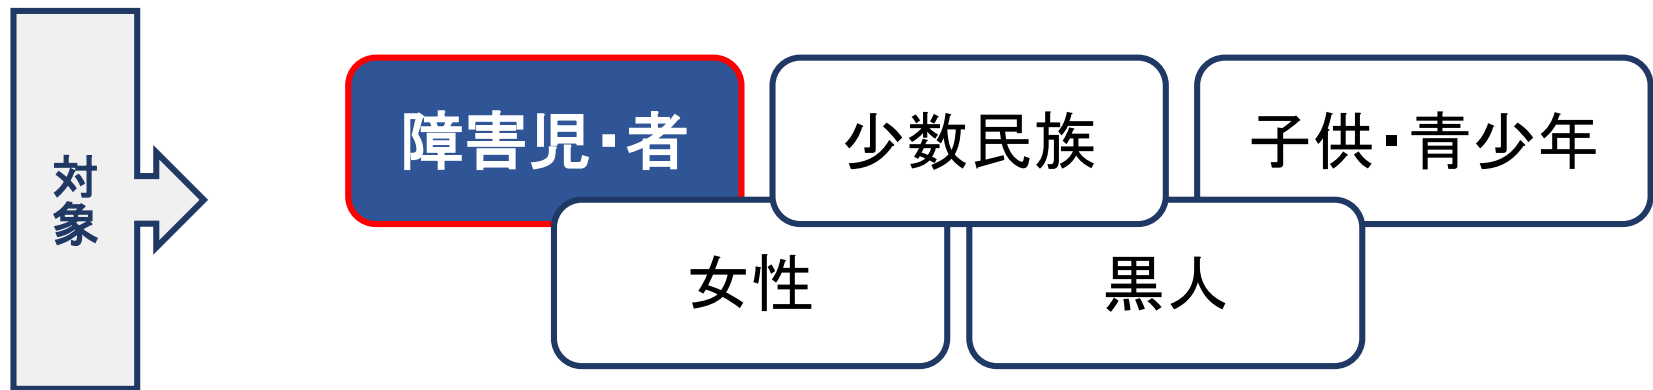 対象
障害児・者
少数民族
子供・青少年
女性
黒人